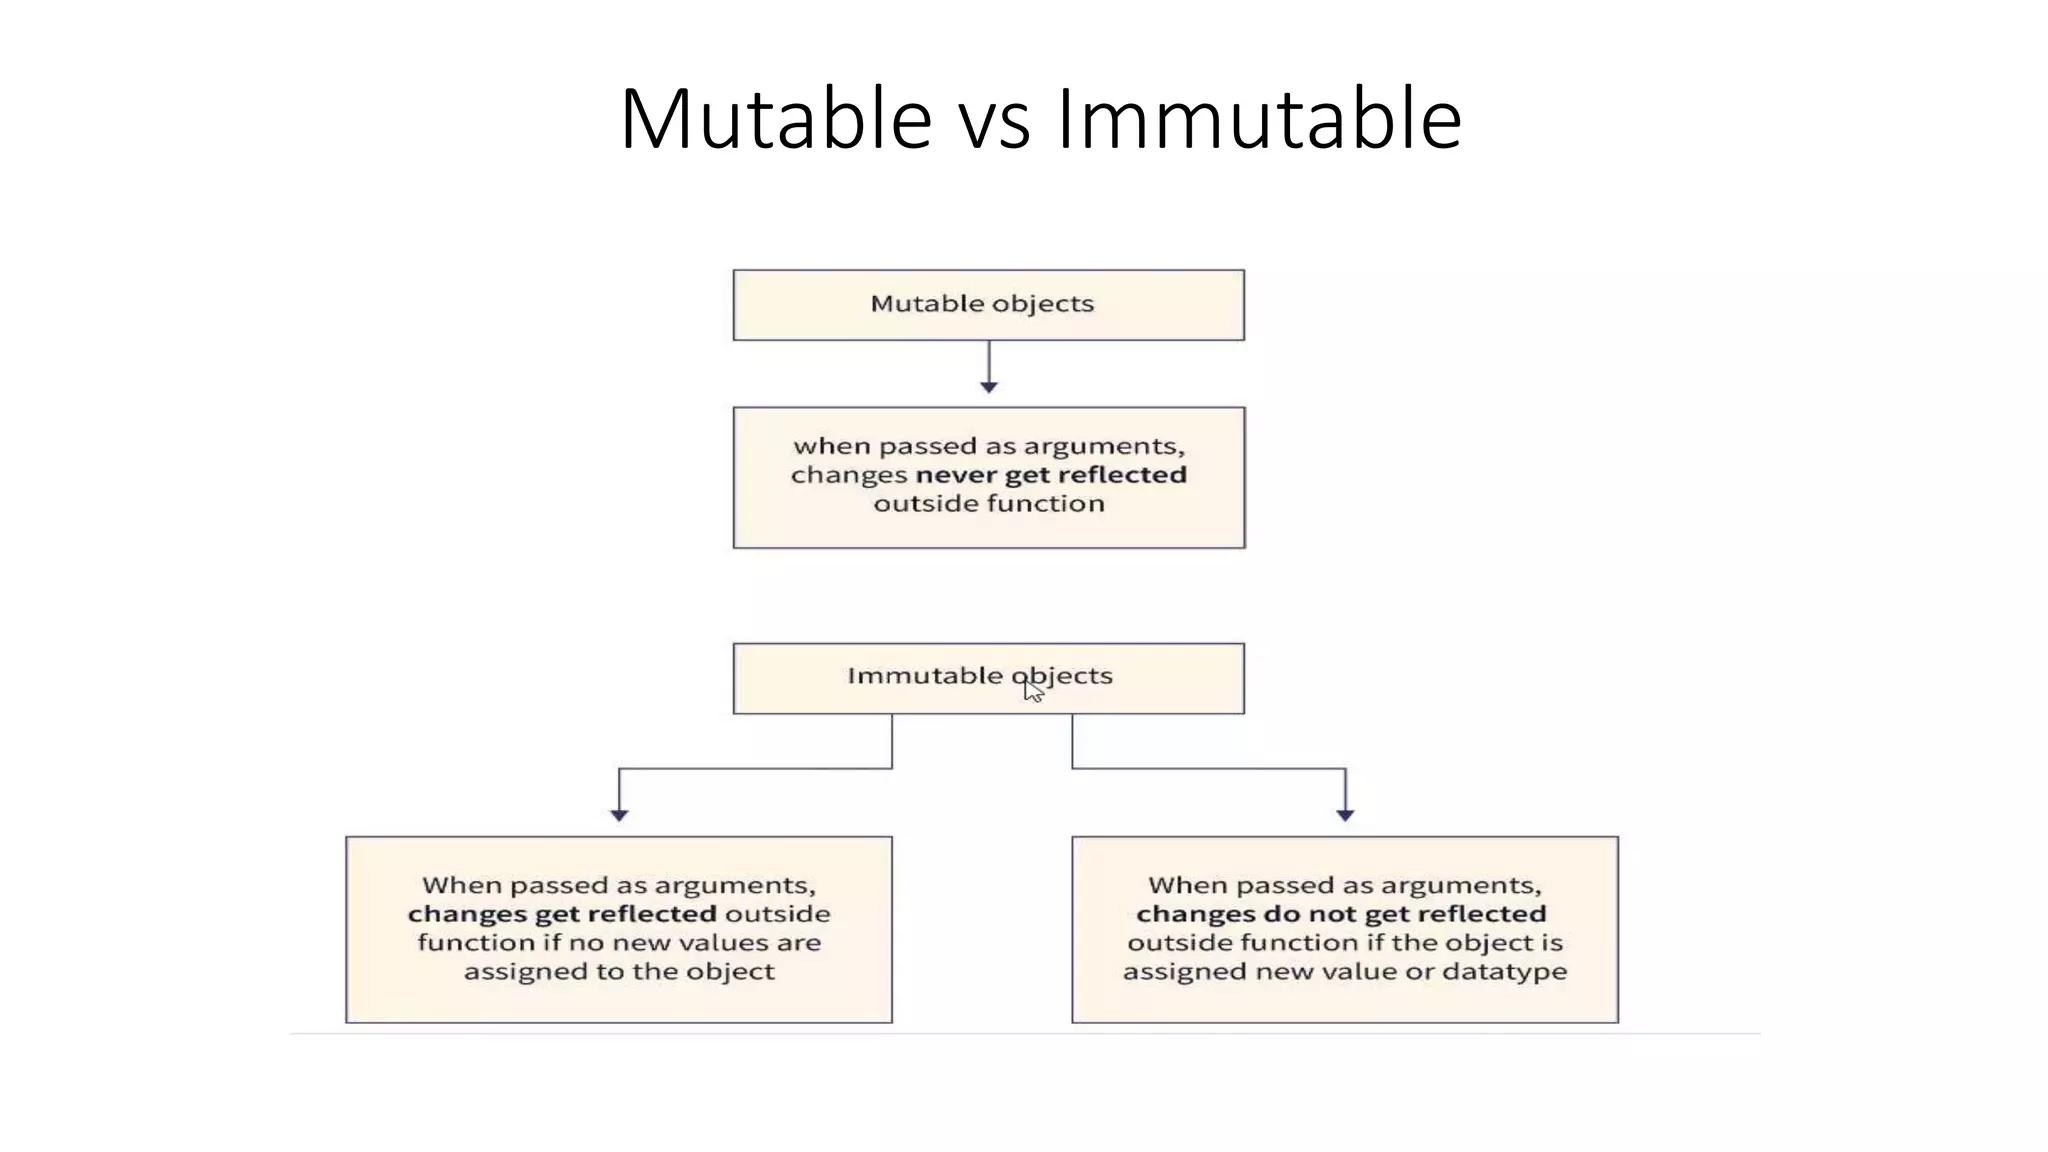 Mutable vs Immutable
Mutable objects
when passed as arguments,
changes never get reflected
outside function
Immutable objects
When passed as arguments,
changes get reflected outside
function if no new values are
assigned to the object
When passed as arguments,
changes do not get reflected
outside function if the object is
assigned new value or datatype